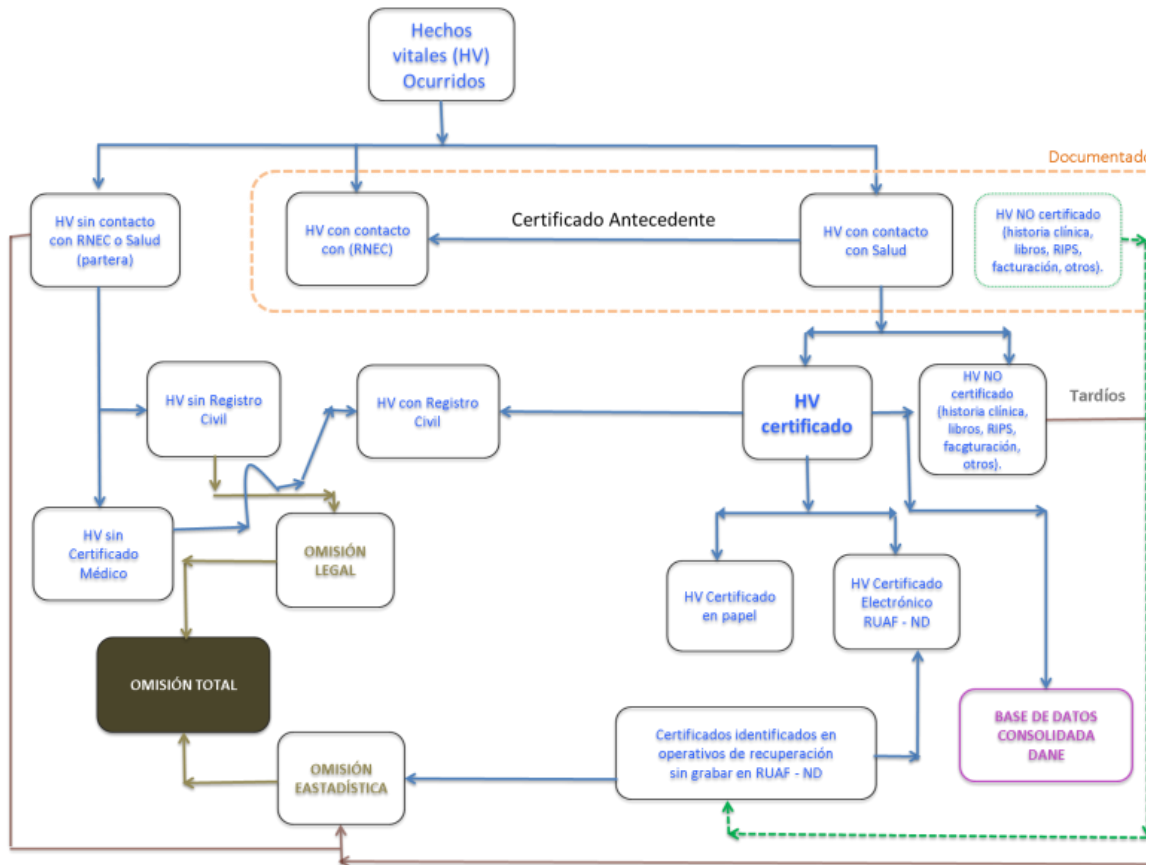 Hechos
vitales (HV)
Ocurridos
Documentado
HV sin contacto
con RNEC o Salud
(partera)
HV con contacto
con (RNEC)
Certificado Antecedente
HV con contacto
con Salud
HV NO certificado
(historia clínica,
libros, RIPS,
facturación, otros).
HV sin Registro
Civil
HV con Registro
Civil
HV
certificado
HV NO
certificado
(historia clínica,
libros, RIPS,
facgturación,
otros).
Tardíos
HV sin
Certificado
Médico
OMISIÓN
LEGAL
HV Certificado
en papel
HV Certificado
Electrónico
RUAF - ND
OMISIÓN TOTAL
Certificados identificados en
operativos de recuperación
sin grabar en RUAF - ND
BASE DE DATOS
CONSOLIDADA
DANE
OMISIÓN
EASTADÍSTICA